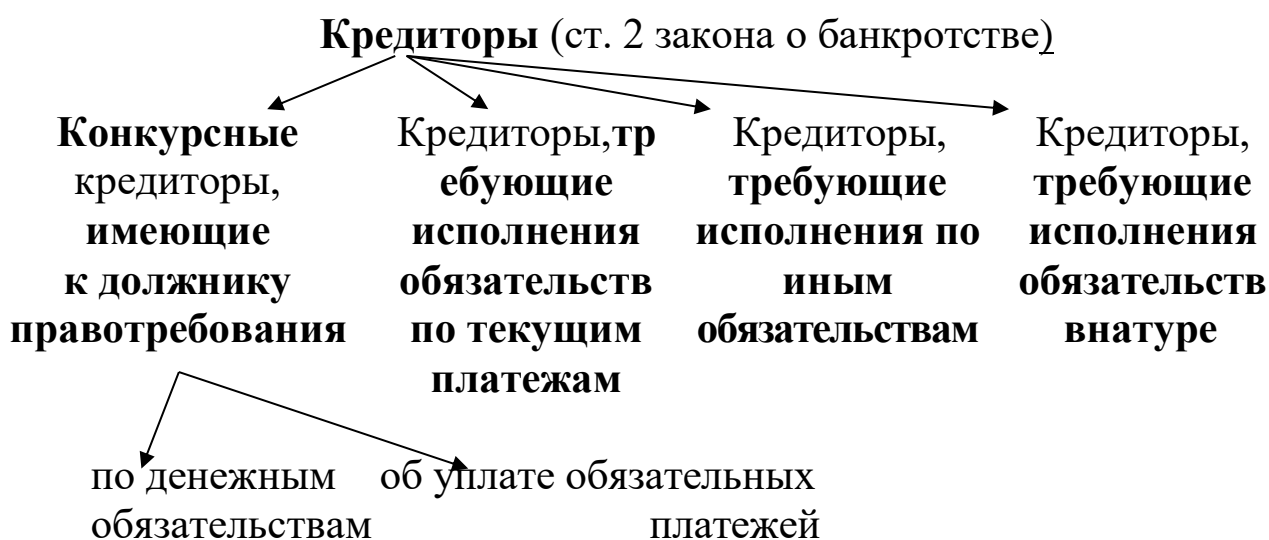 Кредиторы (ст. 2 закона о банкротстве)
Конкурсные
кредиторы,
имеющие
к должнику
правотребования
Кредиторы,тр
ебующие
исполнения
обязательств
по текущим
платежам
Кредиторы,
требующие
исполнения по
иным
обязательствам
Кредиторы,
требующие
исполнения
обязательств
внатуре
по денежным
обязательствам
об уплате обязательных
платежей